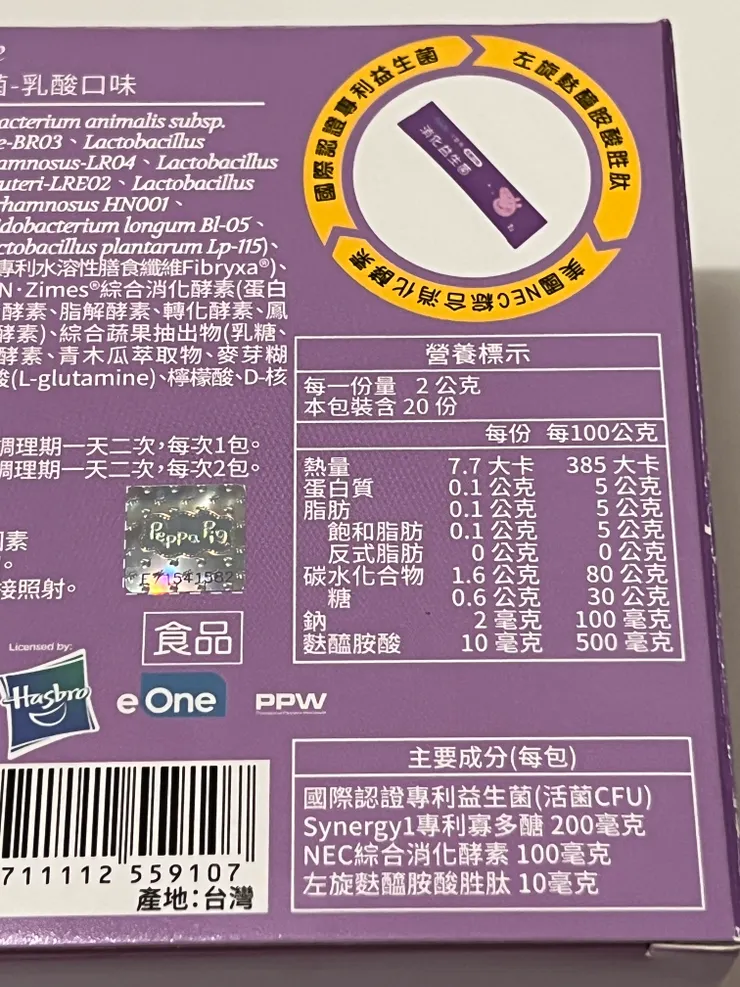 菌-乳酸口味
acterium animalis subsp.
e-BR03、Lactobacillus
amnosus-LR04、Lactobacillus
uteri-LRE02、Lactobacillus
hamnosus HN001、
idobacterium longum Bl-05、
ctobacillus plantarum Lp-115)、
專利水溶性膳食纖維Fibryxa®)、
N·Zimes®綜合消化酵素(蛋白
酵素、脂解酵素、轉化酵素、鳳
酵素)、綜合蔬果抽出物(乳糖、
酵素、青木瓜萃取物、麥芽糊
酸(L-glutamine)、檸檬酸、D-核
調理期一天二次,每次1包。
調理期一天二次,每次2包。
因素
。
接照射。
Peppa Pig
E71541582
食品
Licensed by:
Hasbro
eOne
PPW
711112 559107
產地:台灣
國際認證專利益生菌
左旋麩醯胺酸胜肽
美國NEC綜合消化酵素
消化益生菌
營養標示
每一份量 2 公克
本包裝含 20 份
每份 每100公克
熱量 7.7 大卡 385 大卡
蛋白質 0.1 公克 5 公克
脂肪 0.1 公克 5 公克
飽和脂肪 0.1 公克 5 公克
反式脂肪 0 公克 0 公克
碳水化合物 1.6 公克 80 公克
糖 0.6 公克 30 公克
鈉 2 毫克 100 毫克
麩醯胺酸 10 毫克 500 毫克
主要成分(每包)
國際認證專利益生菌(活菌CFU)
Synergy1專利寡多醣 200毫克
NEC綜合消化酵素 100毫克
左旋麩醯胺酸胜肽 10毫克